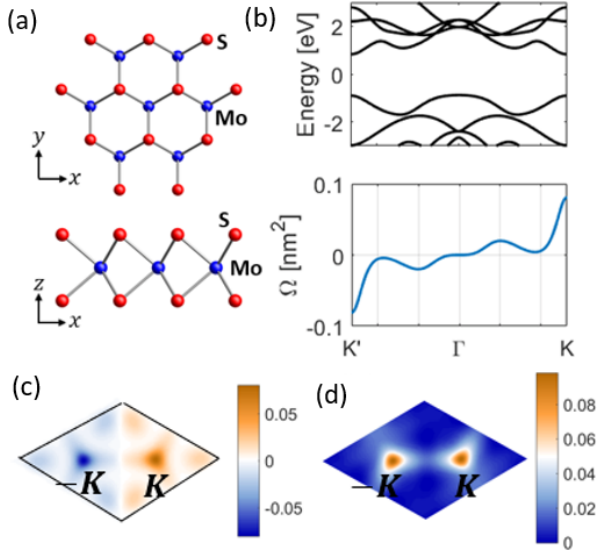 (a)
S
Mo
y
x
S
Mo
z
x
(b)
Energy [eV]
2
0
-2
Ω [nm²]
0.1
0
-0.1
K' Γ K
(c)
-K K
0.05
0
-0.05
(d)
-K K
0.08
0.06
0.04
0.02
0